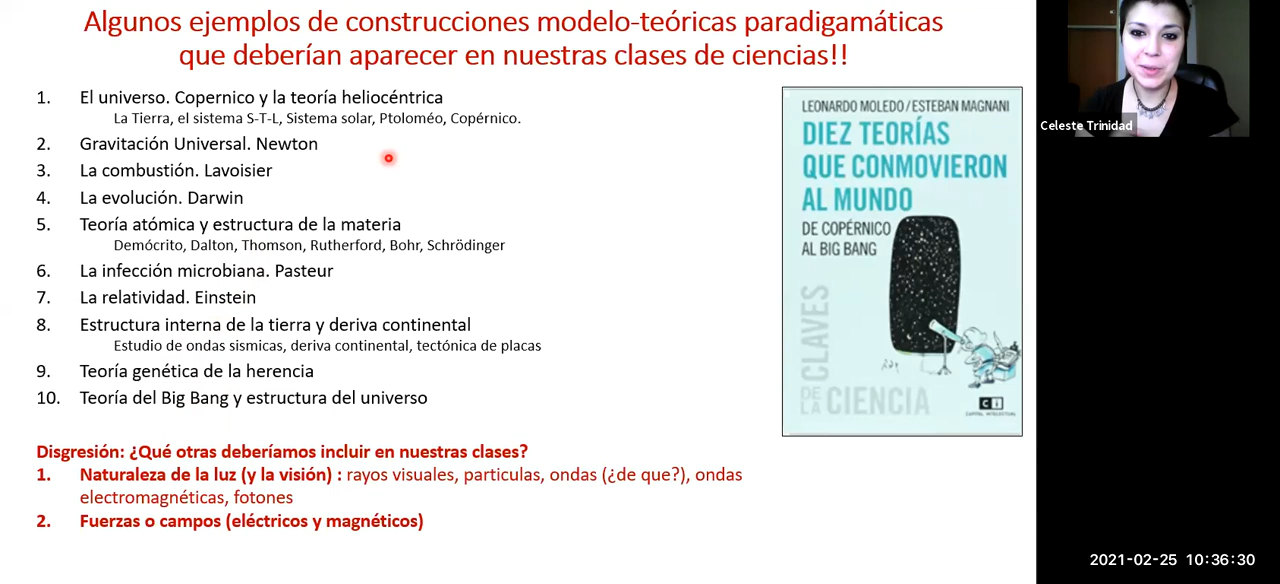 Algunos ejemplos de construcciones modelo-teóricas paradigamáticas
que deberían aparecer en nuestras clases de ciencias!!
1. El universo. Copernico y la teoría heliocéntrica
La Tierra, el sistema S-T-L, Sistema solar, Ptoloméo, Copérnico.
2. Gravitación Universal. Newton
3. La combustión. Lavoisier
4. La evolución. Darwin
5. Teoría atómica y estructura de la materia
Demócrito, Dalton, Thomson, Rutherford, Bohr, Schrödinger
6. La infección microbiana. Pasteur
7. La relatividad. Einstein
8. Estructura interna de la tierra y deriva continental
Estudio de ondas sismicas, deriva continental, tectónica de placas
9. Teoría genética de la herencia
10. Teoría del Big Bang y estructura del universo
Disgresión: ¿Qué otras deberíamos incluir en nuestras clases?
1. Naturaleza de la luz (y la visión) : rayos visuales, particulas, ondas (¿de que?), ondas
electromagnéticas, fotones
2. Fuerzas o campos (eléctricos y magnéticos)
LEONARDO MOLEDO/ESTEBAN MAGNANI
DIEZ TEORÍAS
QUE CONMOVIERON
AL MUNDO
DE COPÉRNICO
AL BIG BANG
CLAVES
DE LA CIENCIA
CI
CAPITAL INTELECTUAL
Celeste Trinidad
2021-02-25 10:36:30